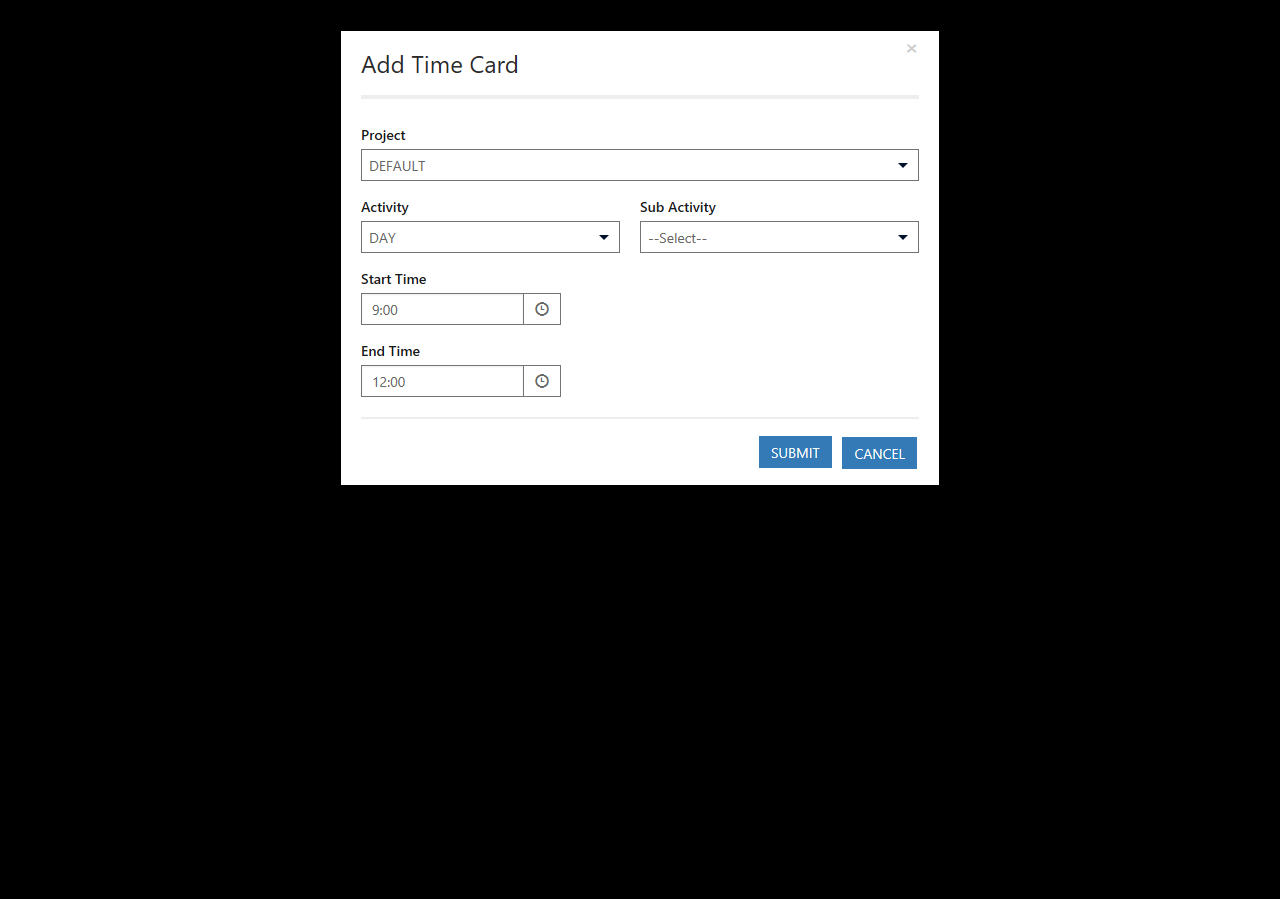 ×
Add Time Card
Project
DEFAULT
Activity Sub Activity
DAY --Select--
Start Time
9:00
End Time
12:00
SUBMIT CANCEL